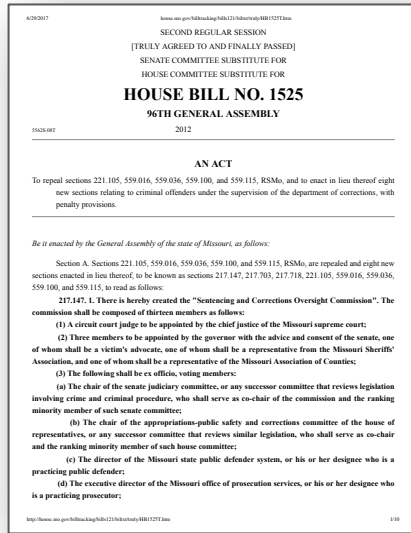 6/29/2017 house.mo.gov/billtracking/bills121/biltxt/truly/HB1525T.htm
SECOND REGULAR SESSION
[TRULY AGREED TO AND FINALLY PASSED]
SENATE COMMITTEE SUBSTITUTE FOR
HOUSE COMMITTEE SUBSTITUTE FOR
HOUSE BILL NO. 1525
96TH GENERAL ASSEMBLY
5562S.08T 2012
AN ACT
To repeal sections 221.105, 559.016, 559.036, 559.100, and 559.115, RSMo, and to enact in lieu thereof eight
new sections relating to criminal offenders under the supervision of the department of corrections, with
penalty provisions.
Be it enacted by the General Assembly of the state of Missouri, as follows:
Section A. Sections 221.105, 559.016, 559.036, 559.100, and 559.115, RSMo, are repealed and eight new
sections enacted in lieu thereof, to be known as sections 217.147, 217.703, 217.718, 221.105, 559.016, 559.036,
559.100, and 559.115, to read as follows:
217.147. 1. There is hereby created the "Sentencing and Corrections Oversight Commission". The
commission shall be composed of thirteen members as follows:
(1) A circuit court judge to be appointed by the chief justice of the Missouri supreme court;
(2) Three members to be appointed by the governor with the advice and consent of the senate, one
of whom shall be a victim's advocate, one of whom shall be a representative from the Missouri Sheriffs'
Association, and one of whom shall be a representative of the Missouri Association of Counties;
(3) The following shall be ex officio, voting members:
(a) The chair of the senate judiciary committee, or any successor committee that reviews legislation
involving crime and criminal procedure, who shall serve as co-chair of the commission and the ranking
minority member of such senate committee;
(b) The chair of the appropriations-public safety and corrections committee of the house of
representatives, or any successor committee that reviews similar legislation, who shall serve as co-chair
and the ranking minority member of such house committee;
(c) The director of the Missouri state public defender system, or his or her designee who is a
practicing public defender;
(d) The executive director of the Missouri office of prosecution services, or his or her designee who
is a practicing prosecutor;
http://house.mo.gov/billtracking/bills121/biltxt/truly/HB1525T.htm 1/10